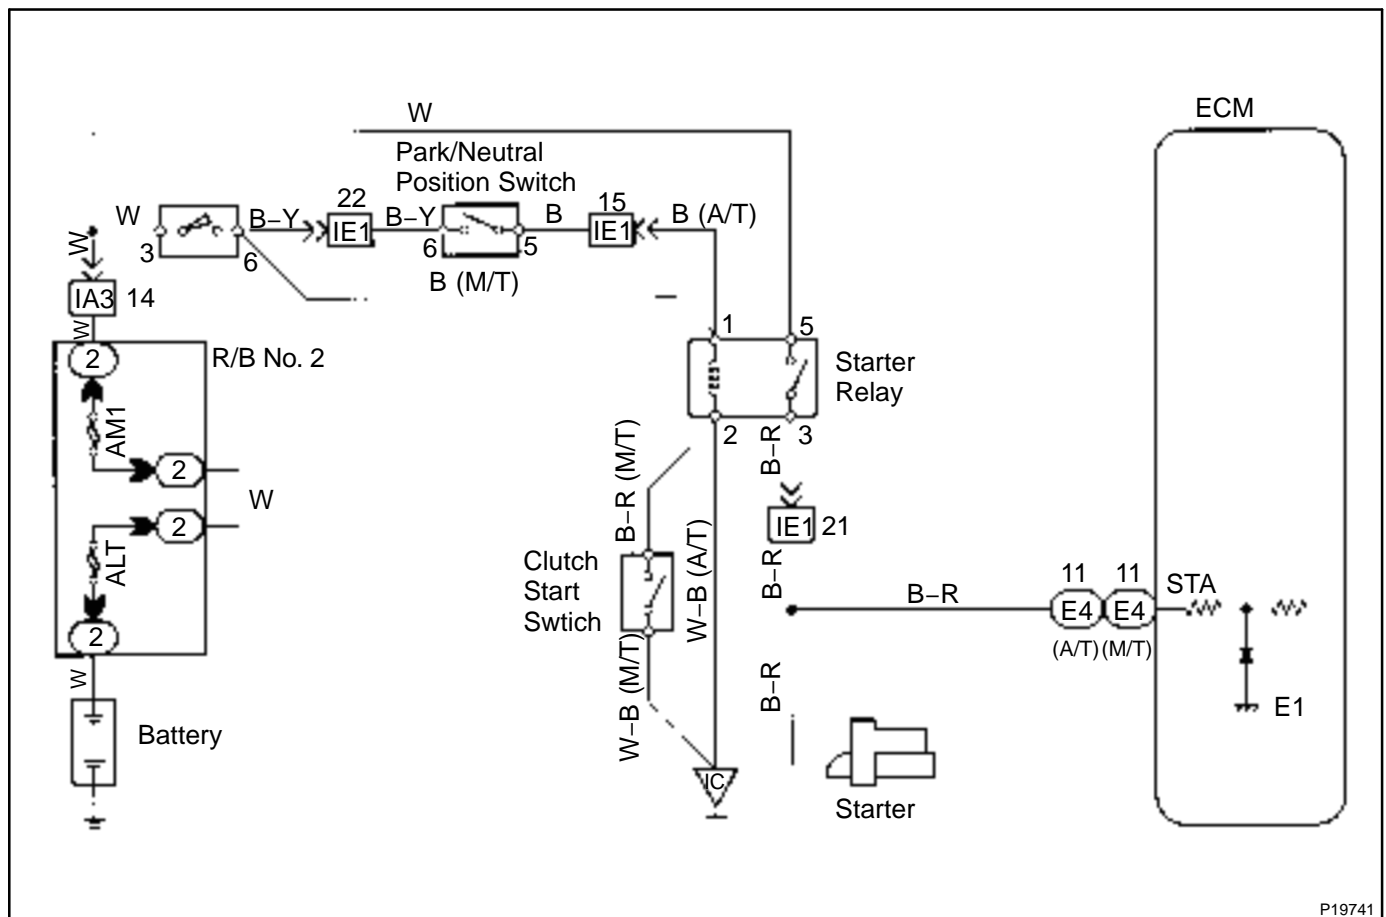 W
ECM
Park/Neutral
Position Switch
22
15
W
B–Y
IE1
B–Y
B
IE1
B (A/T)
3
6
6
5
B (M/T)
W
IA3 14
W
1
5
2
R/B No. 2
Starter
Relay
AM1
2
3
B–R
B–R (M/T)
2
W
2
IE1 21
ALT
Clutch
Start
Swtich
W–B (A/T)
B–R
B–R
11
11
STA
E4
E4
(A/T)
(M/T)
2
W
W–B (M/T)
B–R
E1
Battery
IC
Starter
P19741